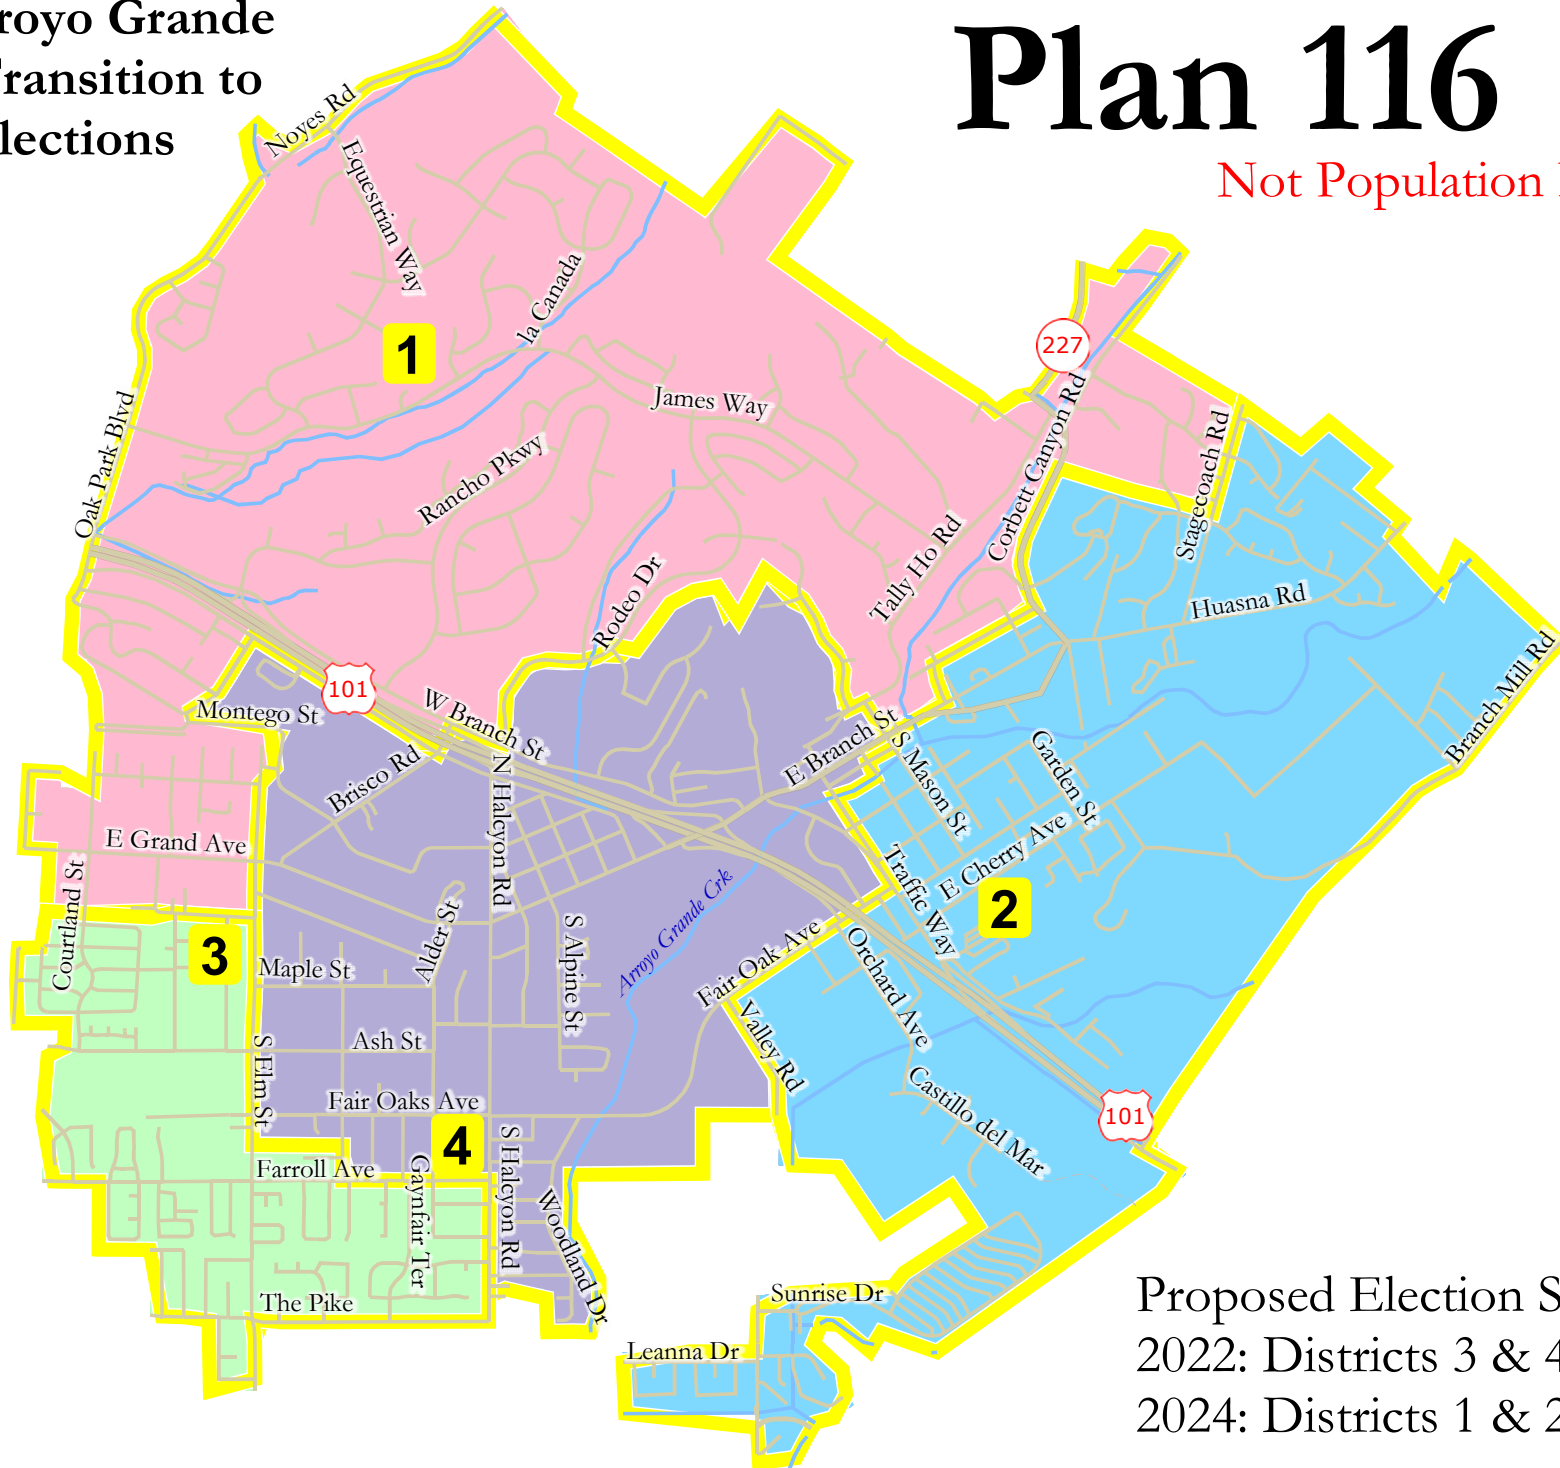 royo Grande
ransition to
lections
Plan 116
Not Population
Noyes Rd
Equestrian Way
la Canada
1
227
James Way
Oak Park Blvd
Rancho Pkwy
Corbett Canyon Rd
Stagecoach Rd
Tally Ho Rd
Huasna Rd
Rodeo Dr
Branch Mill Rd
101
Montego St
W Branch St
Brisco Rd
E Branch St
S Mason St
Garden St
N Halcyon Rd
E Grand Ave
E Cherry Ave
Traffic Way
Courtland St
2
Alder St
Arroyo Grande Crk
3
Maple St
S Alpine St
Fair Oak Ave
Orchard Ave
Ash St
S Elm St
Valley Rd
Fair Oaks Ave
Castillo del Mar
101
4
Farroll Ave
Gaynfair Ter
S Halcyon Rd
Woodland Dr
The Pike
Sunrise Dr
Leanna Dr
Proposed Election S
2022: Districts 3 & 4
2024: Districts 1 & 2